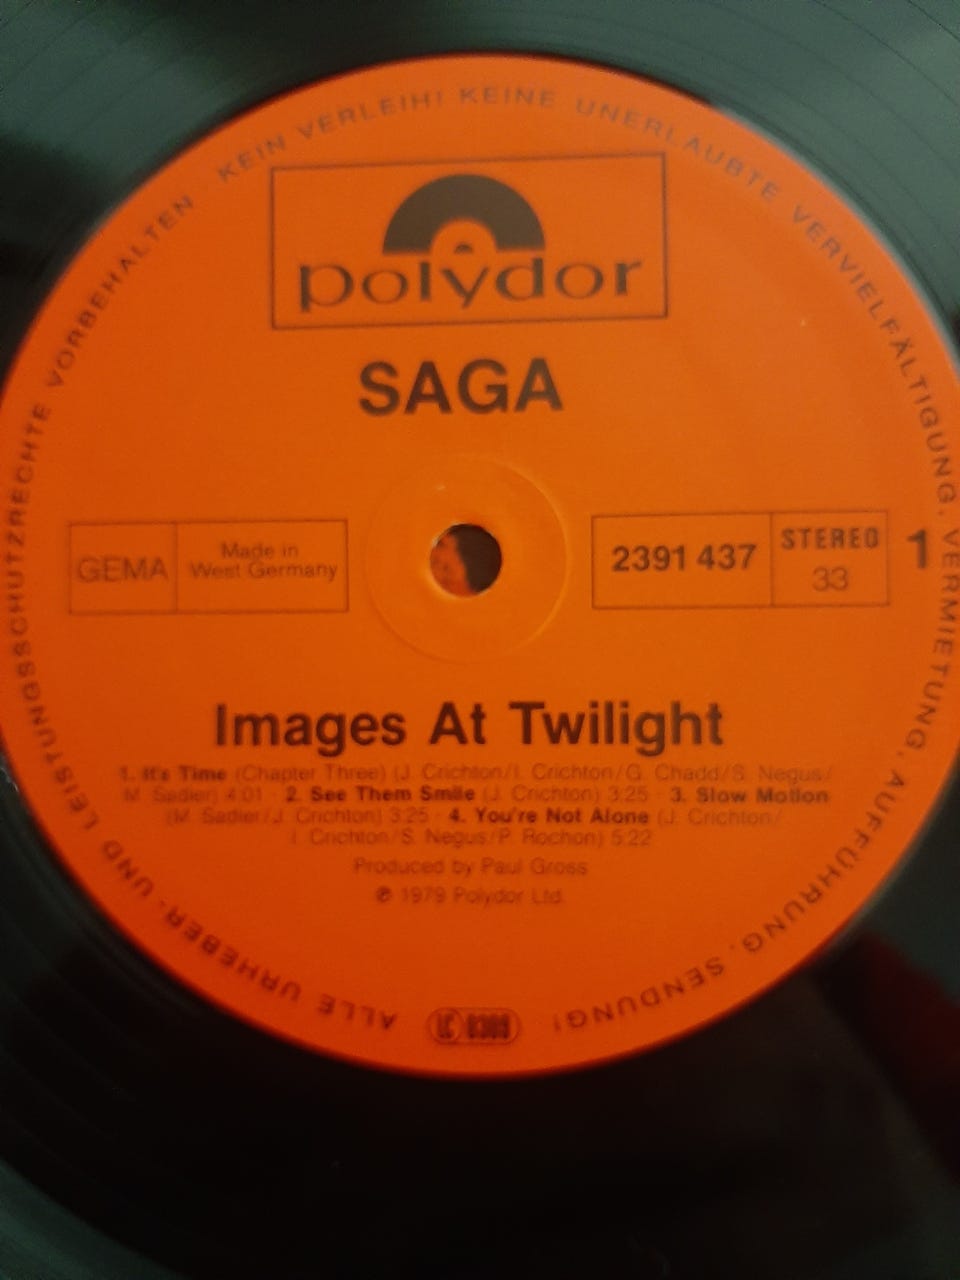 ALLE URHEBER- UND LEISTUNGSSCHUTZRECHTE VORBEHALTEN · KEIN VERLEIH! KEINE UNERLAUBTE VERVIELFÄLTIGUNG, VERMIETUNG, AUFFÜHRUNG, SENDUNG!
polydor
SAGA
GEMA
Made in
West Germany
2391 437
STEREO
33
1
Images At Twilight
1. It's Time (Chapter Three) (J. Crichton/I. Crichton/G. Chadd/S. Negus/
M. Sadler) 4:01 · 2. See Them Smile (J. Crichton) 3:25 · 3. Slow Motion
(M. Sadler/J. Crichton) 3:25 · 4. You're Not Alone (J. Crichton/
I. Crichton/S. Negus/P. Rochon) 5:22
Produced by Paul Gross
℗ 1979 Polydor Ltd.
LC 0309